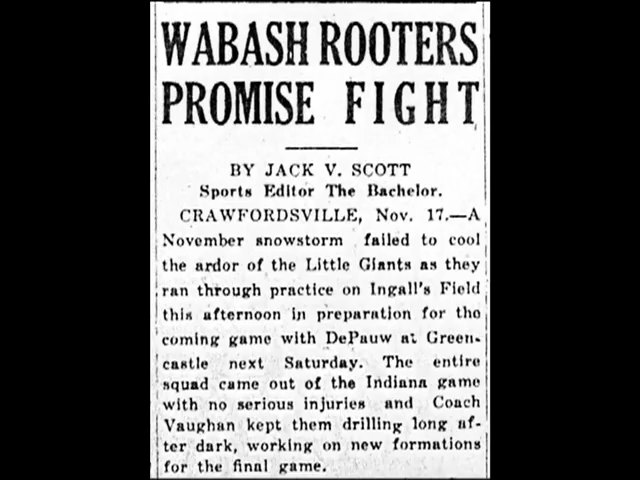 WABASH ROOTERS
PROMISE FIGHT
BY JACK V. SCOTT
Sports Editor The Bachelor.
CRAWFORDSVILLE, Nov. 17.—A
November snowstorm failed to cool
the ardor of the Little Giants as they
ran through practice on Ingall's Field
this afternoon in preparation for the
coming game with DePauw at Green-
castle next Saturday. The entire
squad came out of the Indiana game
with no serious injuries and Coach
Vaughan kept them drilling long af-
ter dark, working on new formations
for the final game.